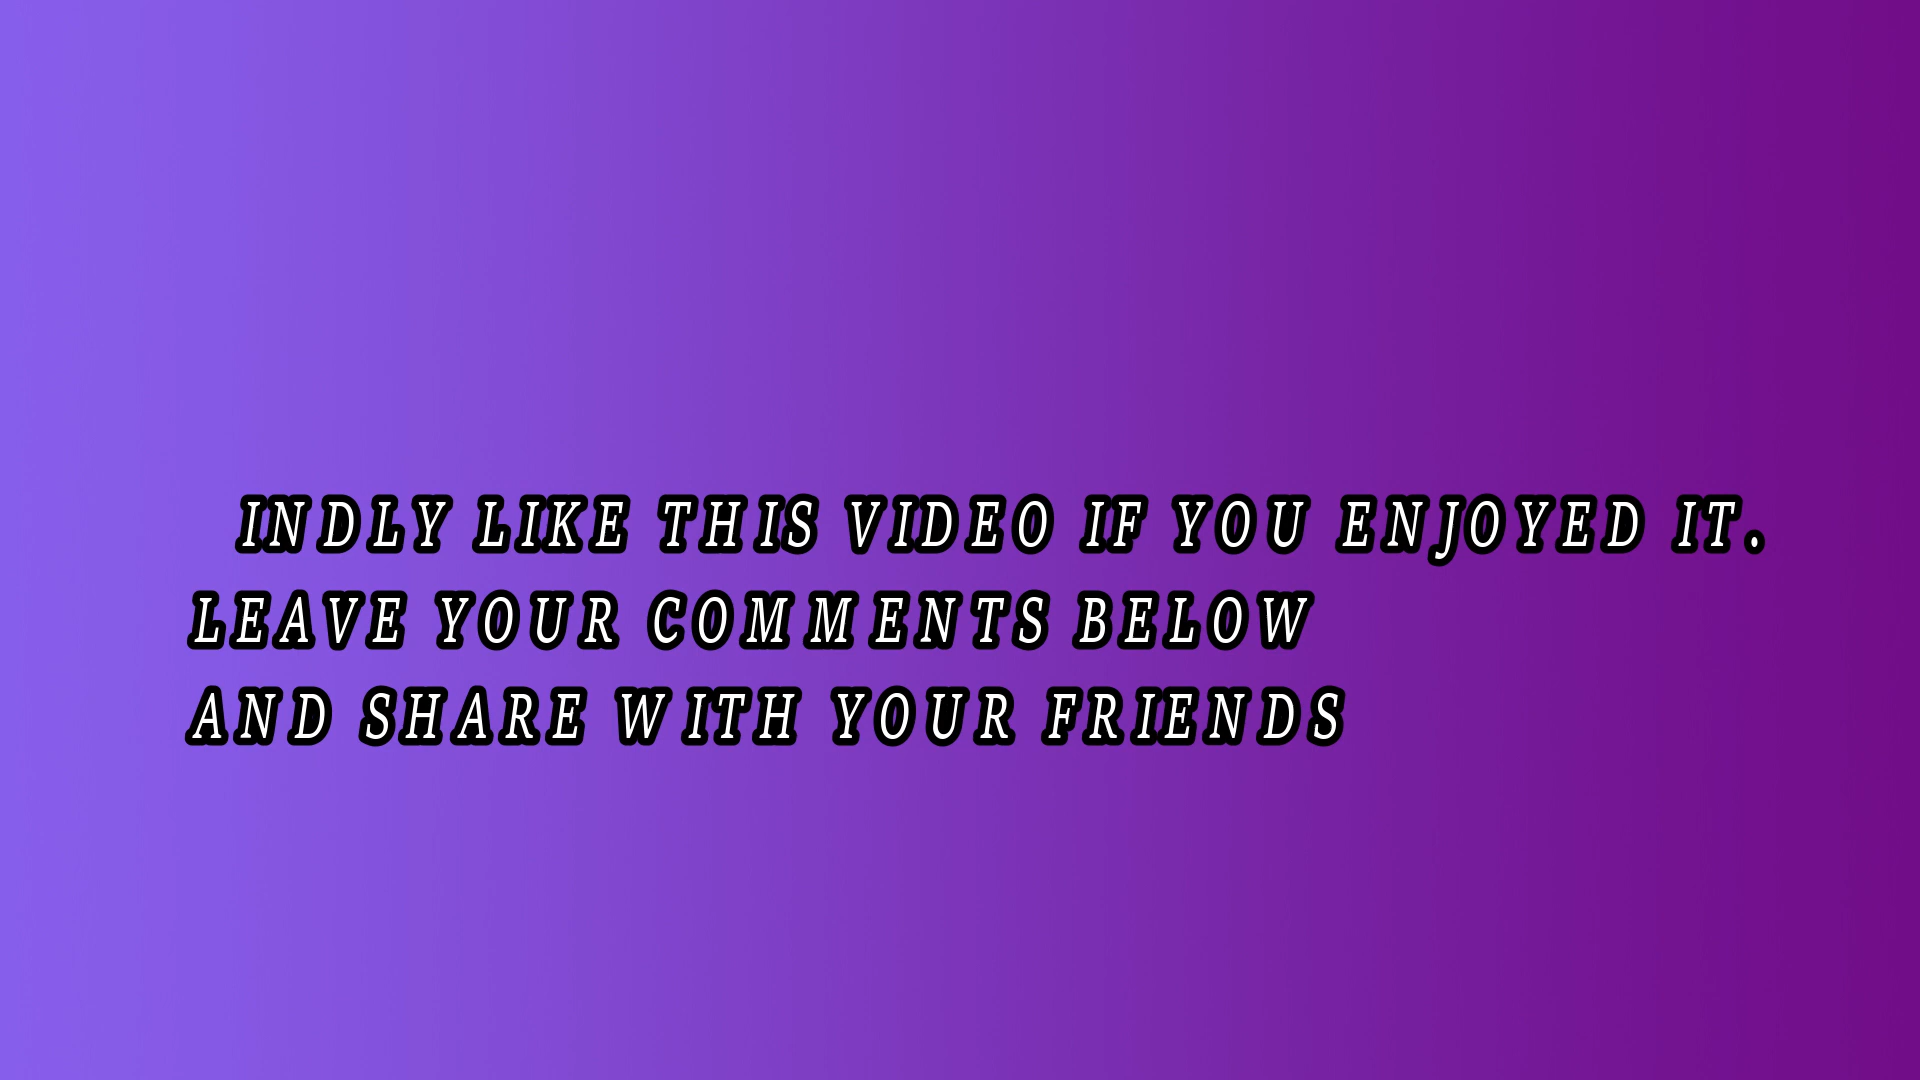 INDLY LIKE THIS VIDEO IF YOU ENJOYED IT.
LEAVE YOUR COMMENTS BELOW
AND SHARE WITH YOUR FRIENDS